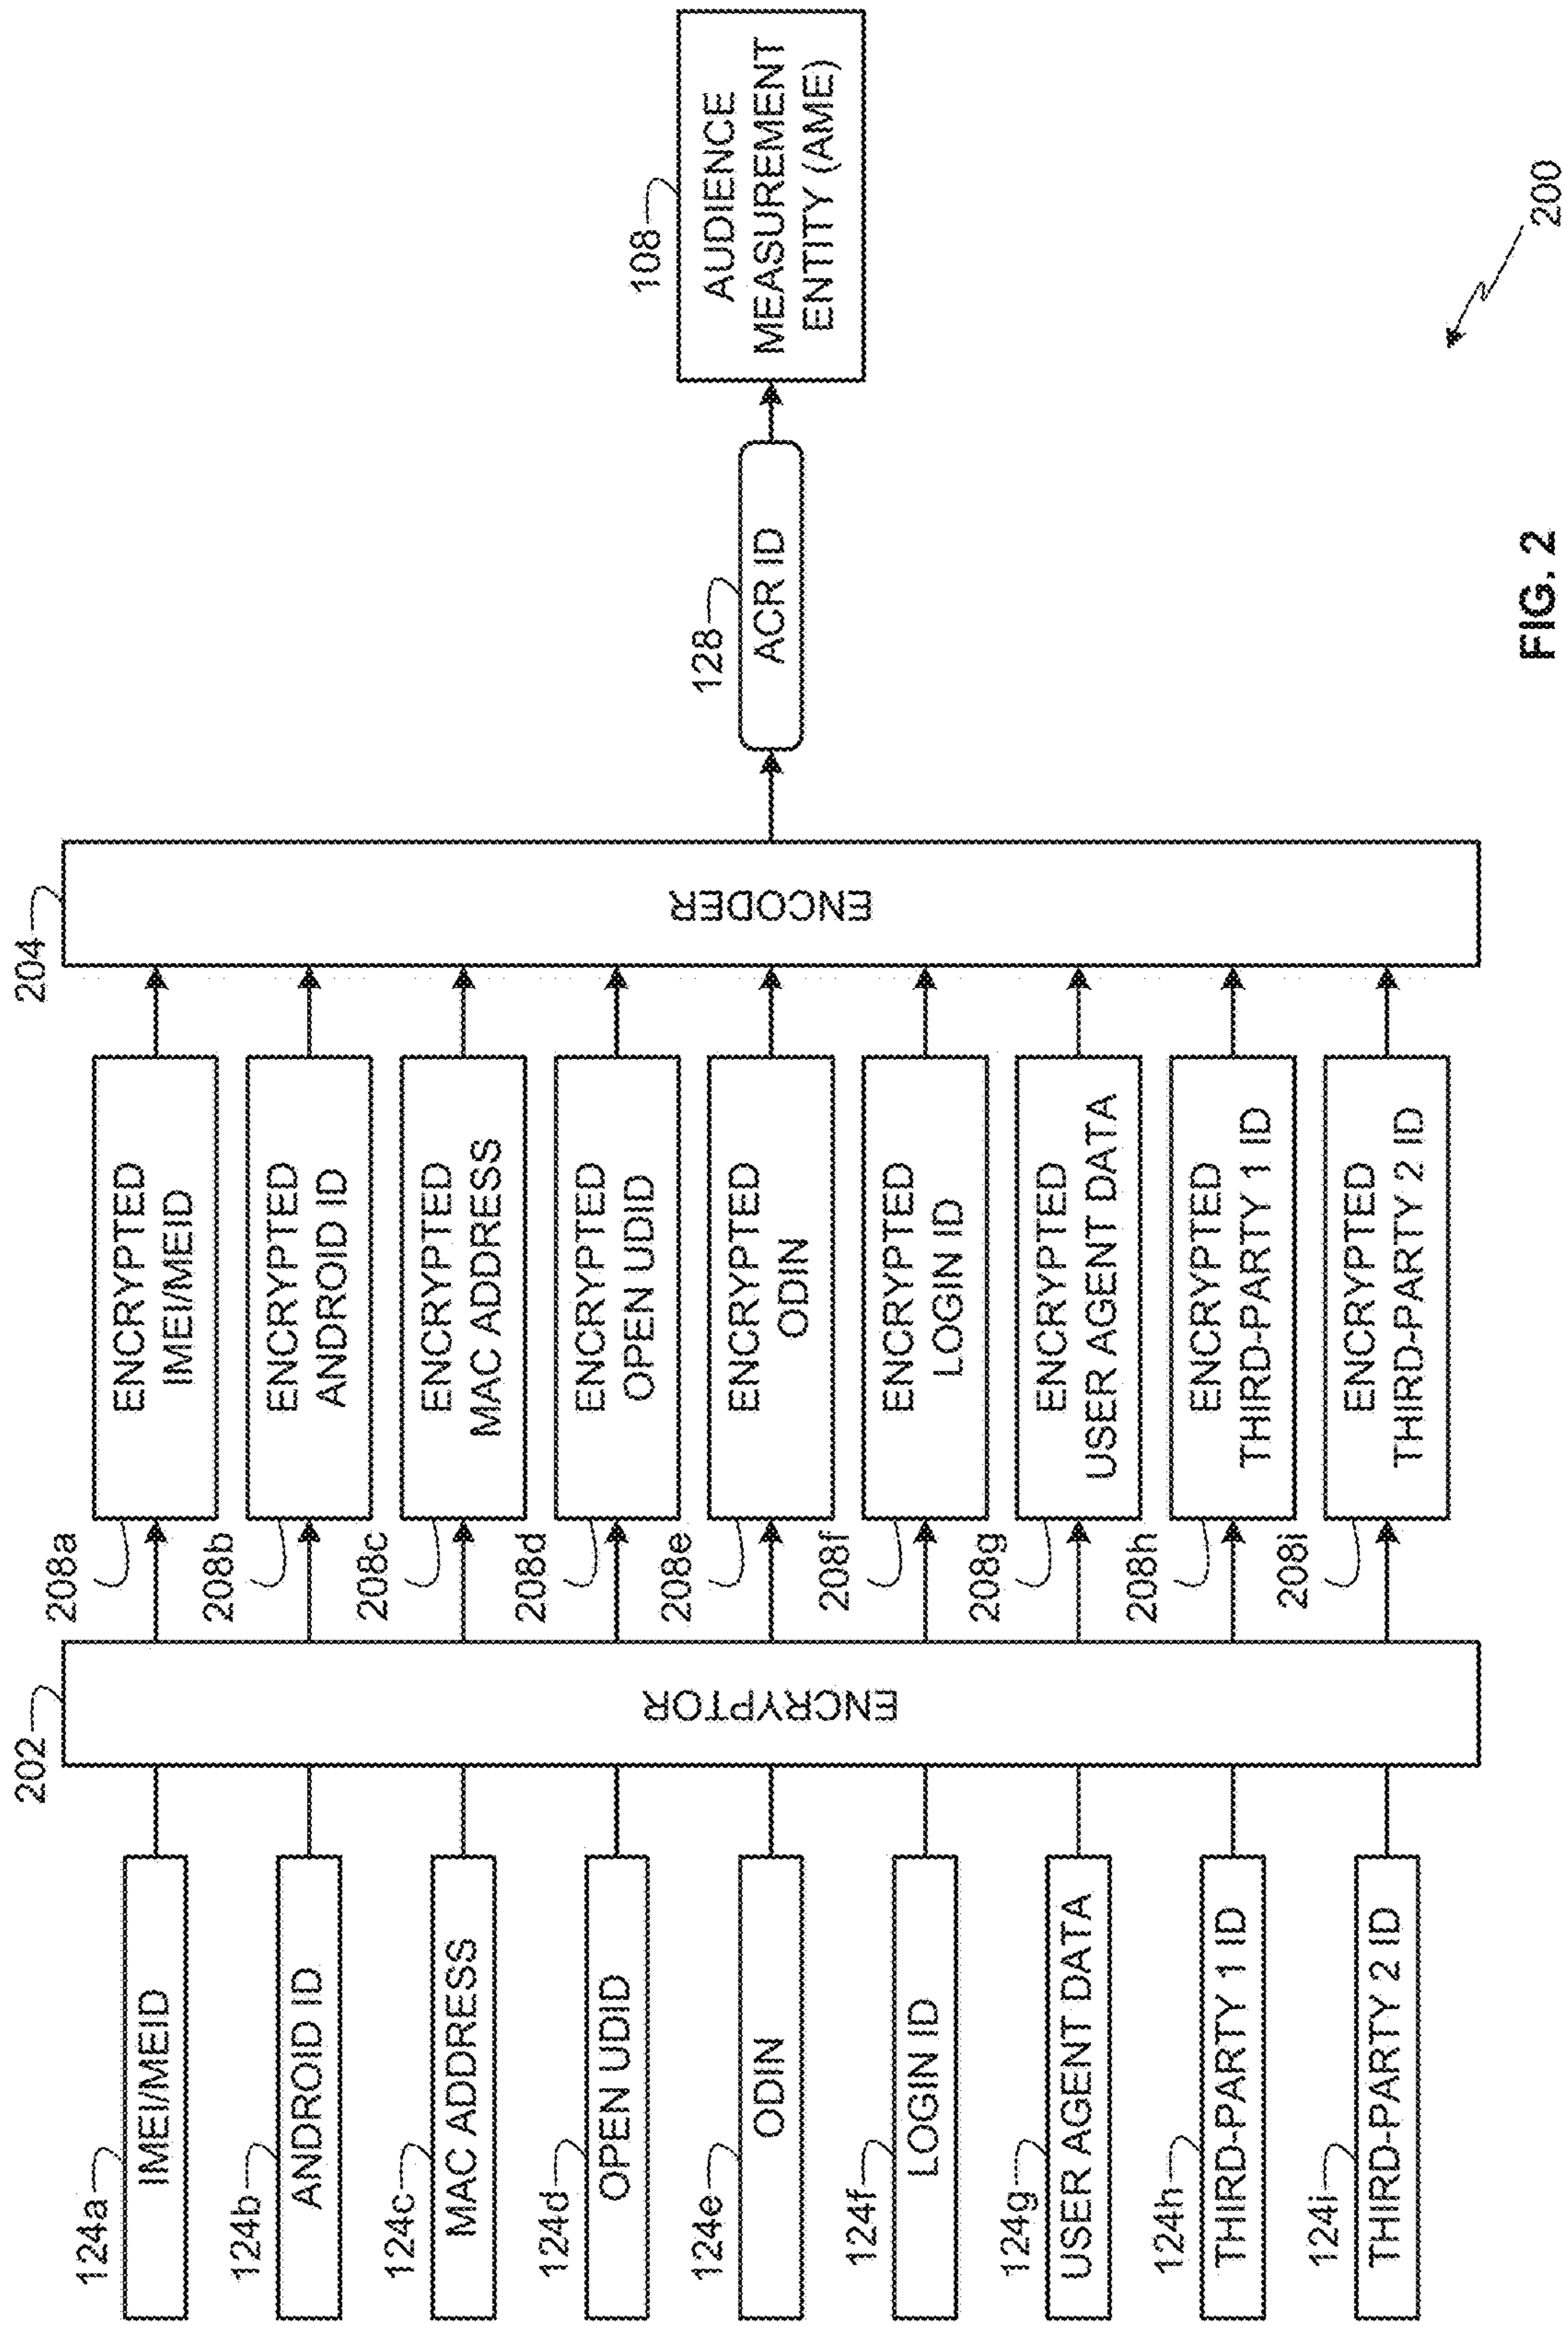 202
204
124a
IMEI/MEID
208a
ENCRYPTED
IMEI/MEID
124b
ANDROID ID
208b
ENCRYPTED
ANDROID ID
124c
MAC ADDRESS
208c
ENCRYPTED
MAC ADDRESS
124d
OPEN UDID
208d
ENCRYPTED
OPEN UDID
124e
ODIN
208e
ENCRYPTED
ODIN
124f
LOGIN ID
208f
ENCRYPTED
LOGIN ID
124g
USER AGENT DATA
208g
ENCRYPTED
USER AGENT DATA
124h
THIRD-PARTY 1 ID
208h
ENCRYPTED
THIRD-PARTY 1 ID
124i
THIRD-PARTY 2 ID
208i
ENCRYPTED
THIRD-PARTY 2 ID
ENCRYPTOR
ENCODER
128
ACR ID
108
AUDIENCE
MEASUREMENT
ENTITY (AME)
200
FIG. 2